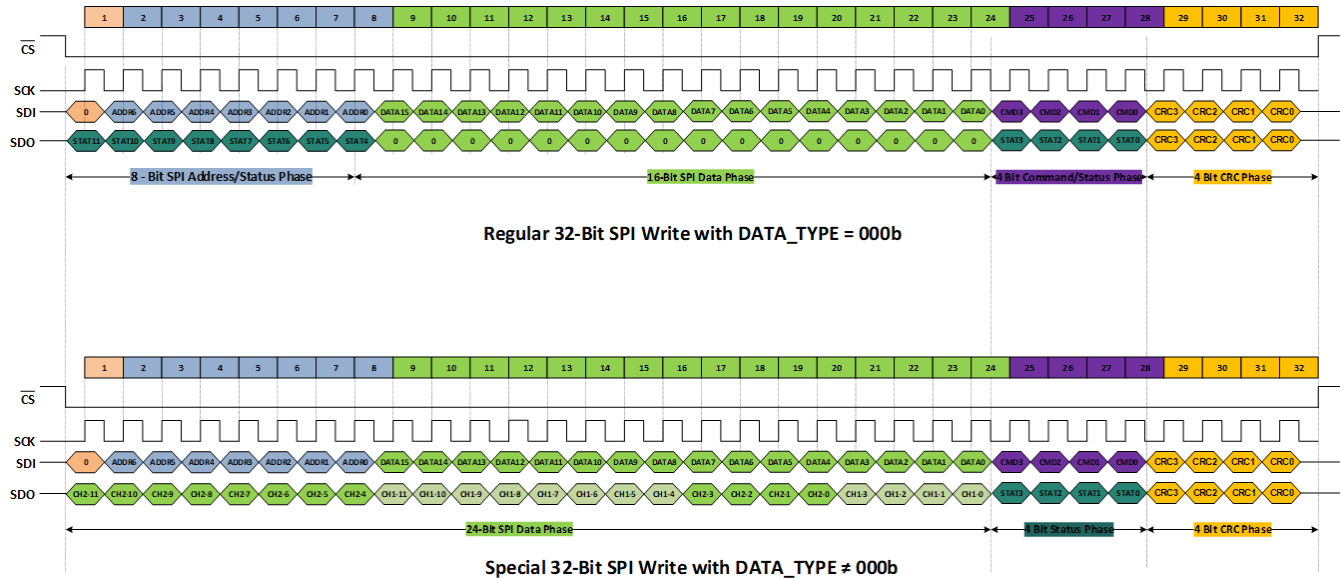 1 2 3 4 5 6 7 8 9 10 11 12 13 14 15 16 17 18 19 20 21 22 23 24 25 26 27 28 29 30 31 32
CS
SCK
SDI 0 ADDR6 ADDR5 ADDR4 ADDR3 ADDR2 ADDR1 ADDR0 DATA15 DATA14 DATA13 DATA12 DATA11 DATA10 DATA9 DATA8 DATA7 DATA6 DATA5 DATA4 DATA3 DATA2 DATA1 DATA0 CMD3 CMD2 CMD1 CMD0 CRC3 CRC2 CRC1 CRC0
SDO STAT11 STAT10 STAT9 STAT8 STAT7 STAT6 STAT5 STAT4 0 0 0 0 0 0 0 0 0 0 0 0 0 0 0 0 STAT3 STAT2 STAT1 STAT0 CRC3 CRC2 CRC1 CRC0
8 - Bit SPI Address/Status Phase 16-Bit SPI Data Phase 4 Bit Command/Status Phase 4 Bit CRC Phase
Regular 32-Bit SPI Write with DATA_TYPE = 000b
1 2 3 4 5 6 7 8 9 10 11 12 13 14 15 16 17 18 19 20 21 22 23 24 25 26 27 28 29 30 31 32
CS
SCK
SDI 0 ADDR6 ADDR5 ADDR4 ADDR3 ADDR2 ADDR1 ADDR0 DATA15 DATA14 DATA13 DATA12 DATA11 DATA10 DATA9 DATA8 DATA7 DATA6 DATA5 DATA4 DATA3 DATA2 DATA1 DATA0 CMD3 CMD2 CMD1 CMD0 CRC3 CRC2 CRC1 CRC0
SDO CH2-11 CH2-10 CH2-9 CH2-8 CH2-7 CH2-6 CH2-5 CH2-4 CH1-11 CH1-10 CH1-9 CH1-8 CH1-7 CH1-6 CH1-5 CH1-4 CH2-3 CH2-2 CH2-1 CH2-0 CH1-3 CH1-2 CH1-1 CH1-0 STAT3 STAT2 STAT1 STAT0 CRC3 CRC2 CRC1 CRC0
24-Bit SPI Data Phase 4 Bit Status Phase 4 Bit CRC Phase
Special 32-Bit SPI Write with DATA_TYPE ≠ 000b